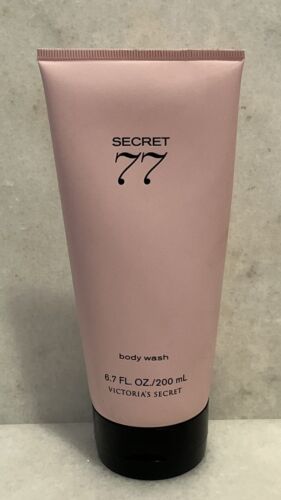 SECRET
77
body wash
6.7 FL. OZ./200 mL
VICTORIA'S SECRET